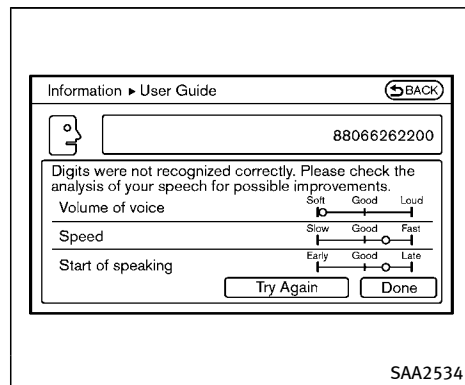 Information ▸ User Guide
BACK
88066262200
Digits were not recognized correctly. Please check the
analysis of your speech for possible improvements.
Volume of voice Soft Good Loud
Speed Slow Good Fast
Start of speaking Early Good Late
Try Again Done
SAA2534